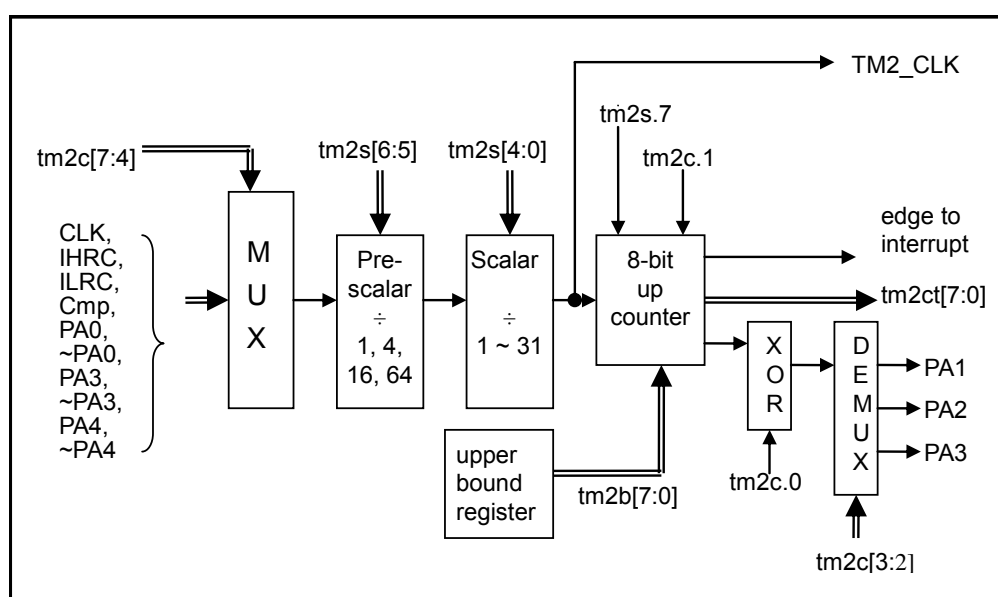 TM2_CLK
tm2s.7
tm2c[7:4]
tm2s[6:5]
tm2s[4:0]
tm2c.1
CLK,
IHRC,
ILRC,
Cmp,
PA0,
~PA0,
PA3,
~PA3,
PA4,
~PA4
M
U
X
Pre-
scalar
÷
1, 4,
16, 64
Scalar
÷
1 ~ 31
8-bit
up
counter
edge to
interrupt
tm2ct[7:0]
X
O
R
D
E
M
U
X
PA1
PA2
PA3
upper
bound
register
tm2b[7:0]
tm2c.0
tm2c[3:2]